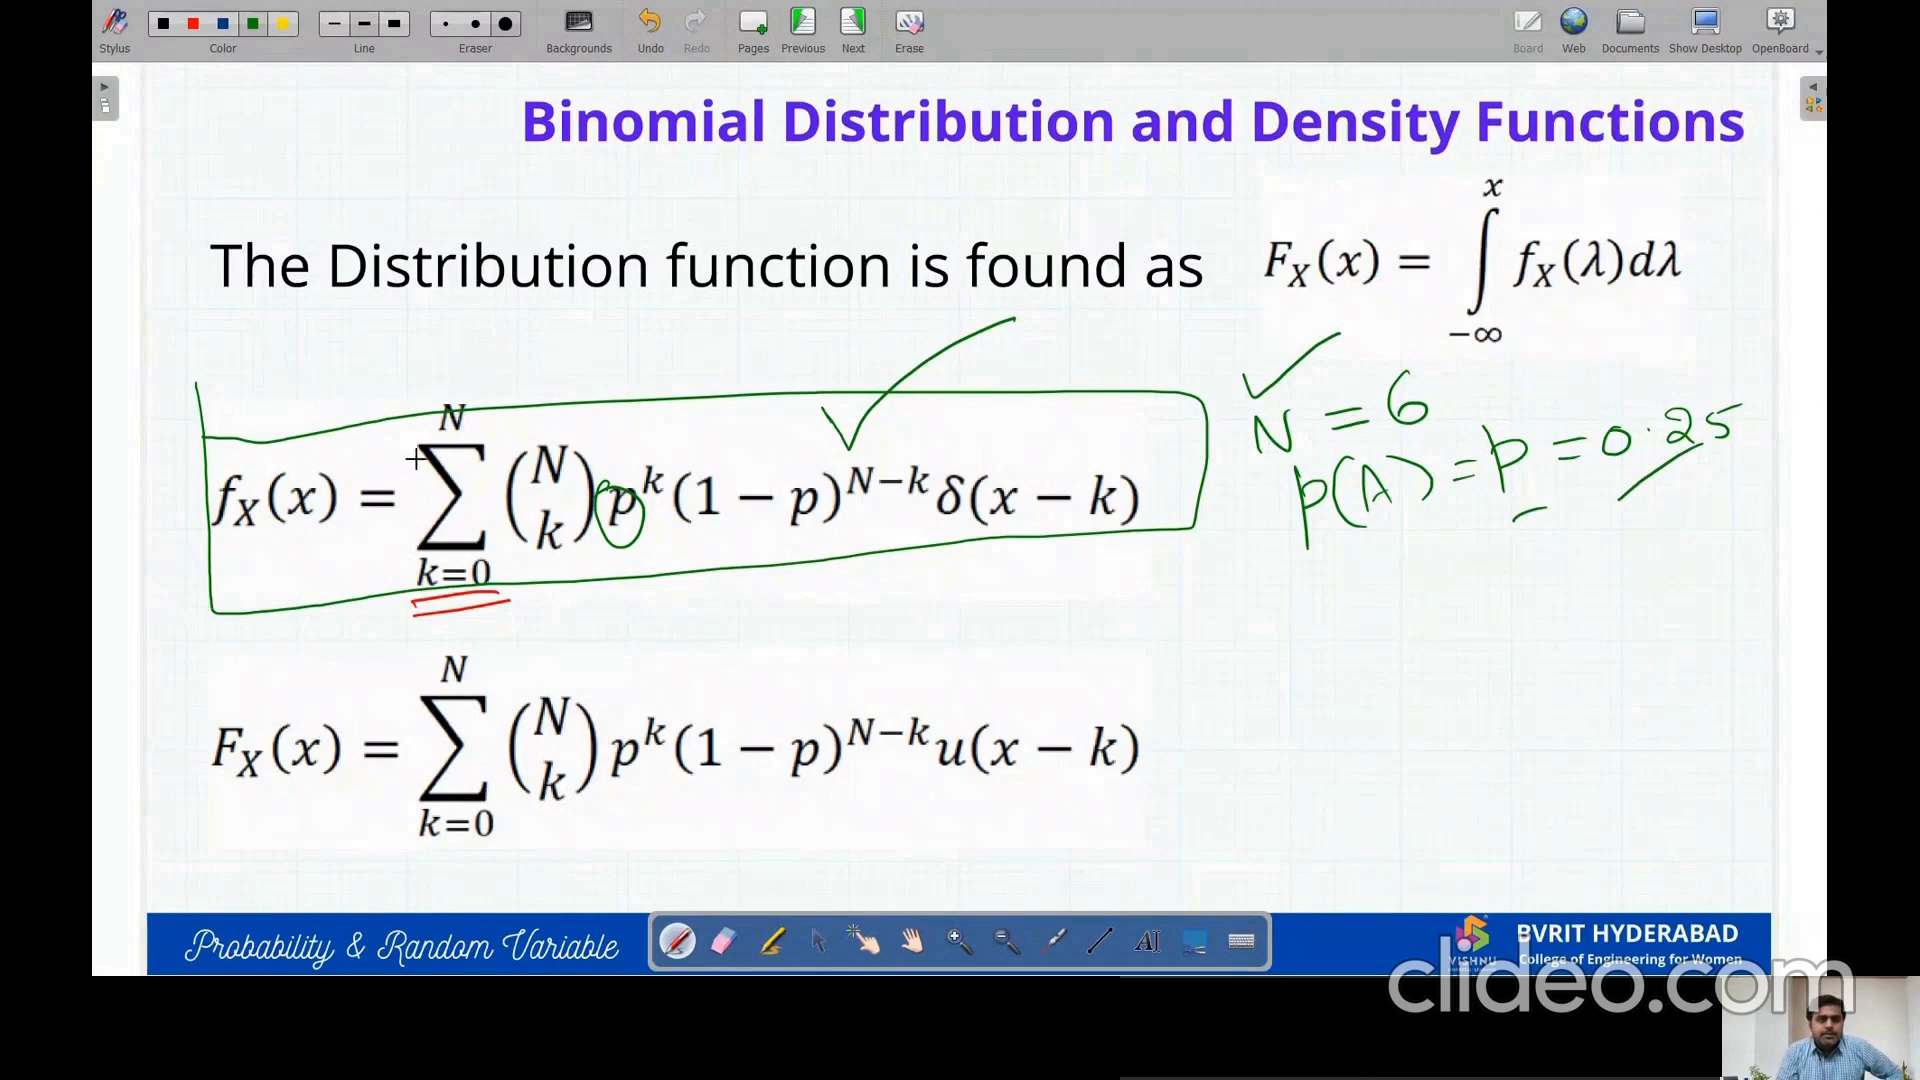 Stylus Color Line Eraser Backgrounds Undo Redo Pages Previous Next Erase Board Web Documents Show Desktop OpenBoard
Binomial Distribution and Density Functions
The Distribution function is found as
F_X(x) = ∫_{−∞}^{x} f_X(λ)dλ
N = 6
P(A) = p = 0.25
f_X(x) = ∑_{k=0}^{N} (N k) p^k (1 − p)^{N−k} δ(x − k)
F_X(x) = ∑_{k=0}^{N} (N k) p^k (1 − p)^{N−k} u(x − k)
Probability & Random Variable
VISHNU
BVRIT HYDERABAD
College of Engineering for Women
clideo.com